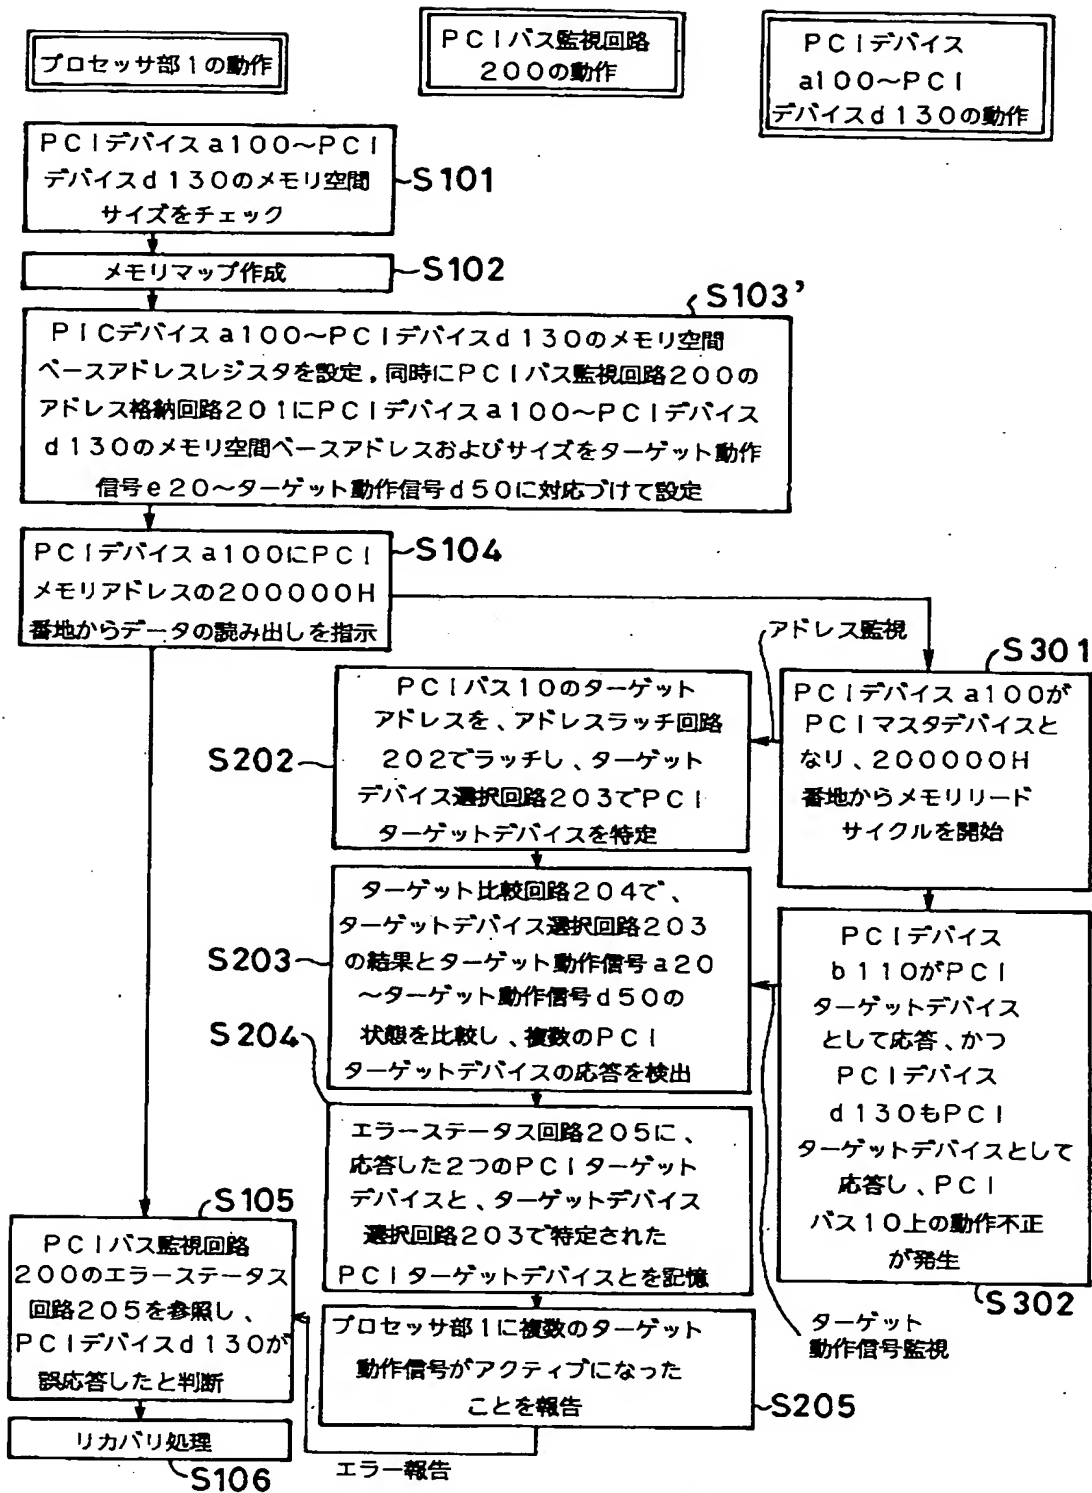 プロセッサ部1の動作
PCIバス監視回路
200の動作
PCIデバイス
a100～PCI
デバイスd130の動作
PCIデバイスa100～PCI
デバイスd130のメモリ空間
サイズをチェック
S101
メモリマップ作成
S102
S103’
PICデバイスa100～PCIデバイスd130のメモリ空間
ベースアドレスレジスタを設定,同時にPCIバス監視回路200の
アドレス格納回路201にPCIデバイスa100～PCIデバイス
d130のメモリ空間ベースアドレスおよびサイズをターゲット動作
信号e20～ターゲット動作信号d50に対応づけて設定
S104
PCIデバイスa100にPCI
メモリアドレスの200000H
番地からデータの読み出しを指示
アドレス監視
S301
PCIデバイスa100が
PCIマスタデバイスと
なり、200000H
番地からメモリリード
サイクルを開始
S202
PCIバス10のターゲット
アドレスを、アドレスラッチ回路
202でラッチし、ターゲット
デバイス選択回路203でPCI
ターゲットデバイスを特定
S203
ターゲット比較回路204で、
ターゲットデバイス選択回路203
の結果とターゲット動作信号a20
～ターゲット動作信号d50の
状態を比較し、複数のPCI
ターゲットデバイスの応答を検出
PCIデバイス
b110がPCI
ターゲットデバイス
として応答、かつ
PCIデバイス
d130もPCI
ターゲットデバイスとして
応答し、PCI
バス10上の動作不正
が発生
S302
S204
エラーステータス回路205に、
応答した2つのPCIターゲット
デバイスと、ターゲットデバイス
選択回路203で特定された
PCIターゲットデバイスとを記憶
ターゲット
動作信号監視
S105
PCIバス監視回路
200のエラーステータス
回路205を参照し、
PCIデバイスd130が
誤応答したと判断
プロセッサ部1に複数のターゲット
動作信号がアクティブになった
ことを報告
S205
リカバリ処理
S106
エラー報告